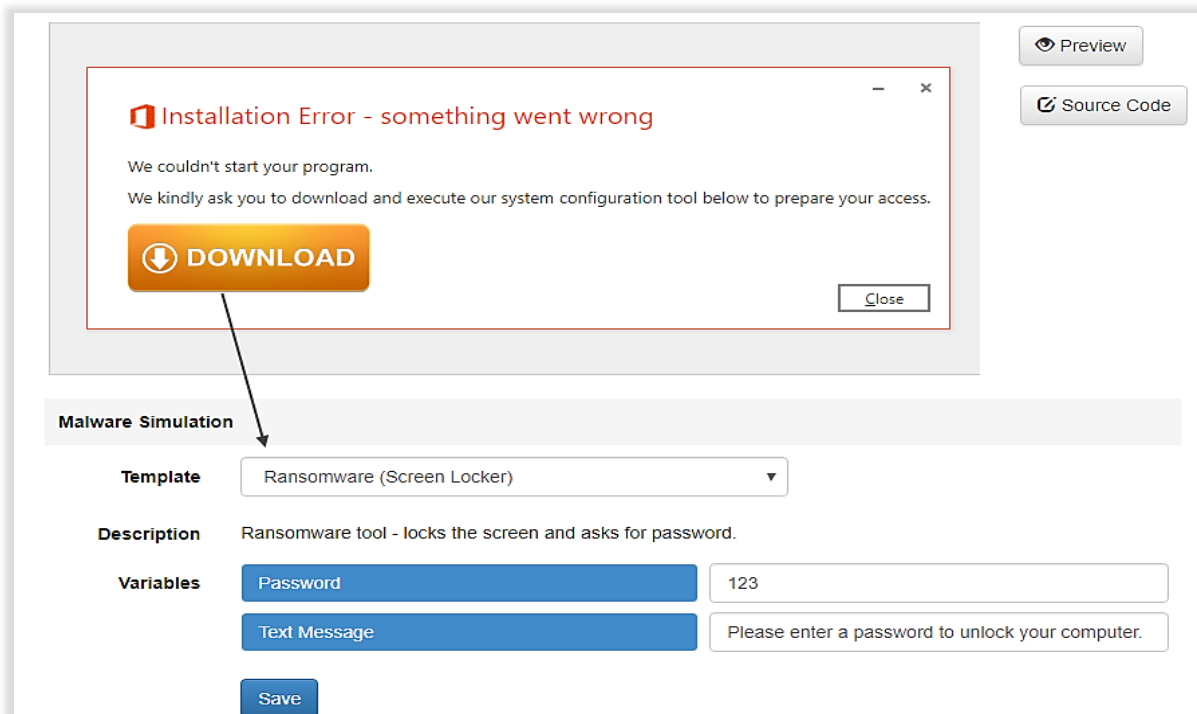 Preview
Source Code
Installation Error - something went wrong
We couldn't start your program.
We kindly ask you to download and execute our system configuration tool below to prepare your access.
DOWNLOAD
Close
Malware Simulation
Template Ransomware (Screen Locker)
Description Ransomware tool - locks the screen and asks for password.
Variables Password 123
Text Message Please enter a password to unlock your computer.
Save